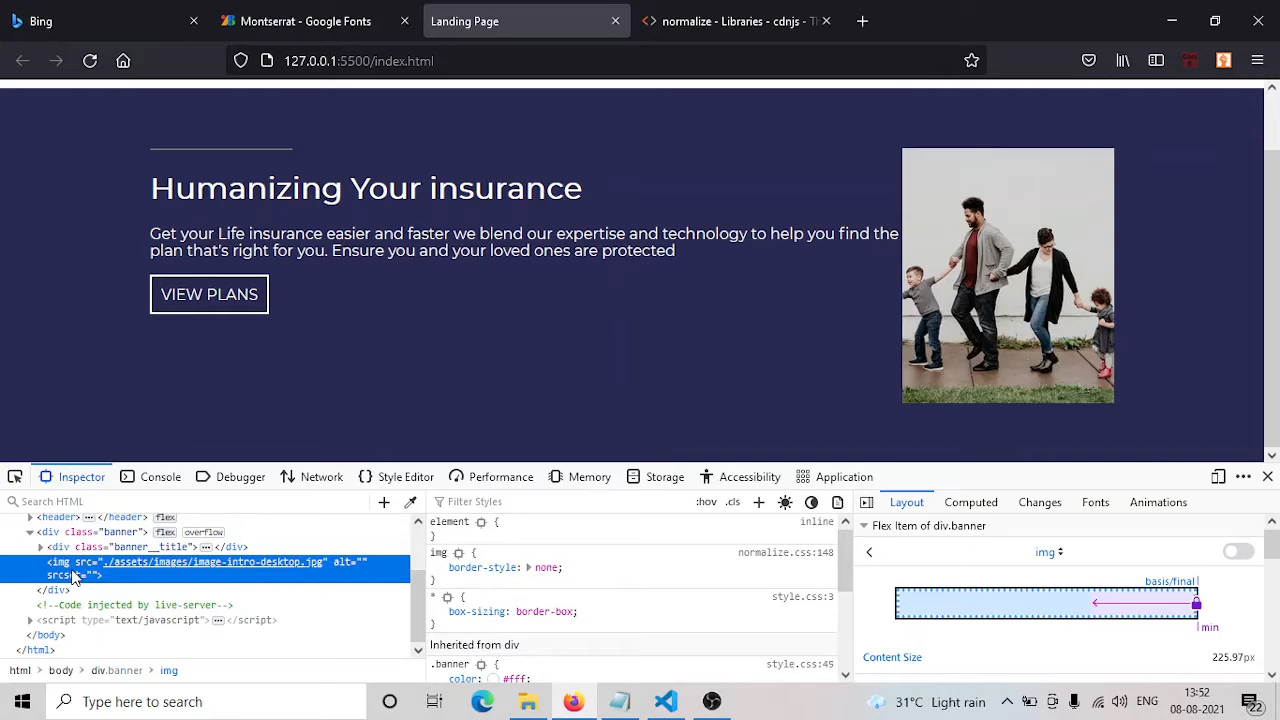 Bing
Montserrat - Google Fonts
Landing Page
normalize - Libraries - cdnjs - Th
127.0.0.1:5500/index.html
Humanizing Your insurance
Get your Life insurance easier and faster we blend our expertise and technology to help you find the
plan that's right for you. Ensure you and your loved ones are protected
VIEW PLANS
Inspector
Console
Debugger
Network
{} Style Editor
Performance
Memory
Storage
Accessibility
Application
Search HTML
Filter Styles
:hov .cls
Layout
Computed
Changes
Fonts
Animations
<header> </header> flex
<div class="banner"> flex overflow
<div class="banner__title"> </div>
<img src="./assets/images/image-intro-desktop.jpg" alt=""
</div>
<!--Code injected by live-server-->
<script type="text/javascript"> </script>
</body>
</html>
html > body > div.banner > img
element { inline
}
img { normalize.css:148
border-style: none;
}
* { style.css:3
box-sizing: border-box;
}
Inherited from div
.banner { style.css:45
color: #fff;
Flex Item of div.banner
img
basis/final
min
Content Size 225.97px
Type here to search
31°C Light rain
ENG
13:52
08-08-2021
22